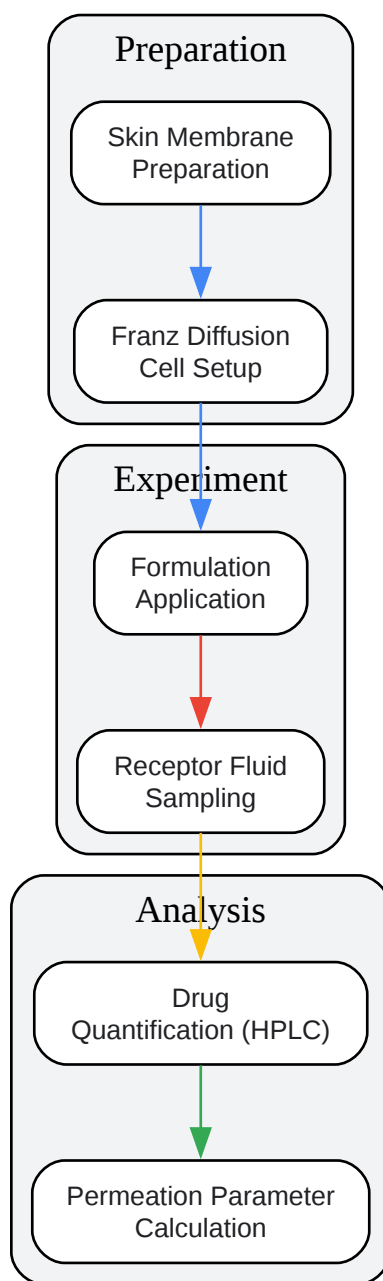 Preparation
Skin Membrane
Preparation
Franz Diffusion
Cell Setup
Experiment
Formulation
Application
Receptor Fluid
Sampling
Analysis
Drug
Quantification (HPLC)
Permeation Parameter
Calculation